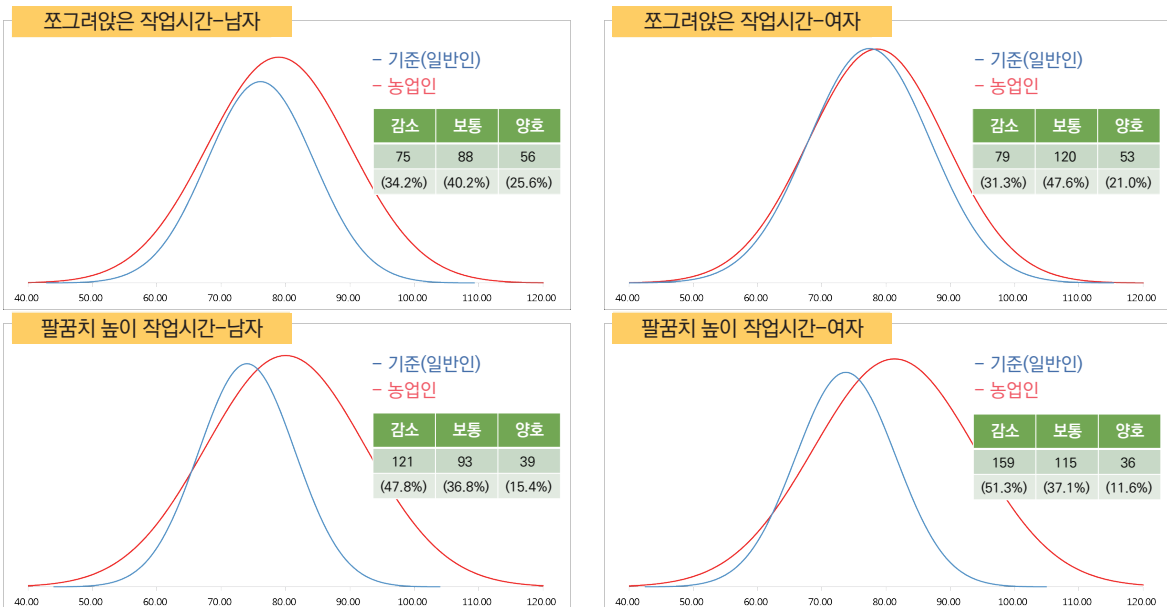 쪼그려앉은 작업시간-남자
- 기준(일반인)
- 농업인
감소 보통 양호
75 88 56
(34.2%) (40.2%) (25.6%)
40.00 50.00 60.00 70.00 80.00 90.00 100.00 110.00 120.00
쪼그려앉은 작업시간-여자
- 기준(일반인)
- 농업인
감소 보통 양호
79 120 53
(31.3%) (47.6%) (21.0%)
40.00 50.00 60.00 70.00 80.00 90.00 100.00 110.00 120.00
팔꿈치 높이 작업시간-남자
- 기준(일반인)
- 농업인
감소 보통 양호
121 93 39
(47.8%) (36.8%) (15.4%)
40.00 50.00 60.00 70.00 80.00 90.00 100.00 110.00 120.00
팔꿈치 높이 작업시간-여자
- 기준(일반인)
- 농업인
감소 보통 양호
159 115 36
(51.3%) (37.1%) (11.6%)
40.00 50.00 60.00 70.00 80.00 90.00 100.00 110.00 120.00